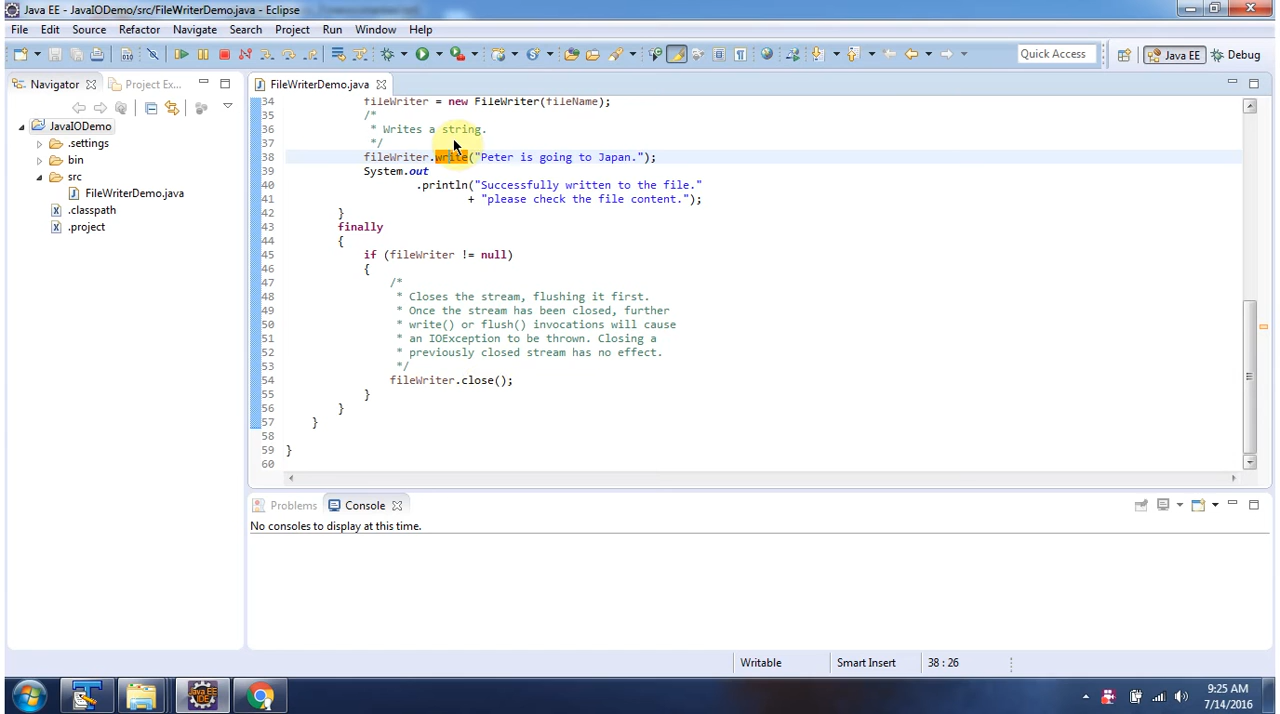 Java EE - JavaIODemo/src/FileWriterDemo.java - Eclipse
File Edit Source Refactor Navigate Search Project Run Window Help
Quick Access Java EE Debug
Navigator Project Ex... FileWriterDemo.java
JavaIODemo
.settings
bin
src
FileWriterDemo.java
.classpath
.project
34 fileWriter = new FileWriter(fileName);
35 /*
36 * Writes a string.
37 */
38 fileWriter.write("Peter is going to Japan.");
39 System.out
40 .println("Successfully written to the file."
41 + "please check the file content.");
42 }
43 finally
44 {
45 if (fileWriter != null)
46 {
47 /*
48 * Closes the stream, flushing it first.
49 * Once the stream has been closed, further
50 * write() or flush() invocations will cause
51 * an IOException to be thrown. Closing a
52 * previously closed stream has no effect.
53 */
54 fileWriter.close();
55 }
56 }
57 }
58
59 }
60
Problems Console
No consoles to display at this time.
Writable Smart Insert 38 : 26
Java EE IDE
9:25 AM
7/14/2016